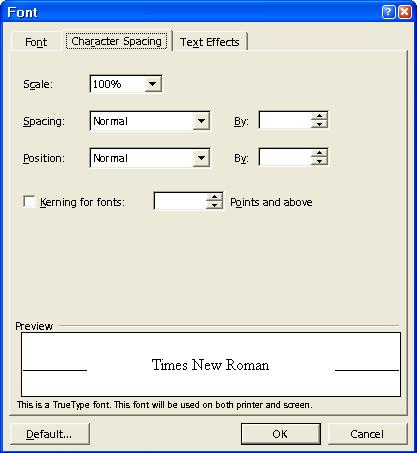 Font
Font Character Spacing Text Effects
Scale: 100%
Spacing: Normal By:
Position: Normal By:
Kerning for fonts: Points and above
Preview
Times New Roman
This is a TrueType font. This font will be used on both printer and screen.
Default... OK Cancel